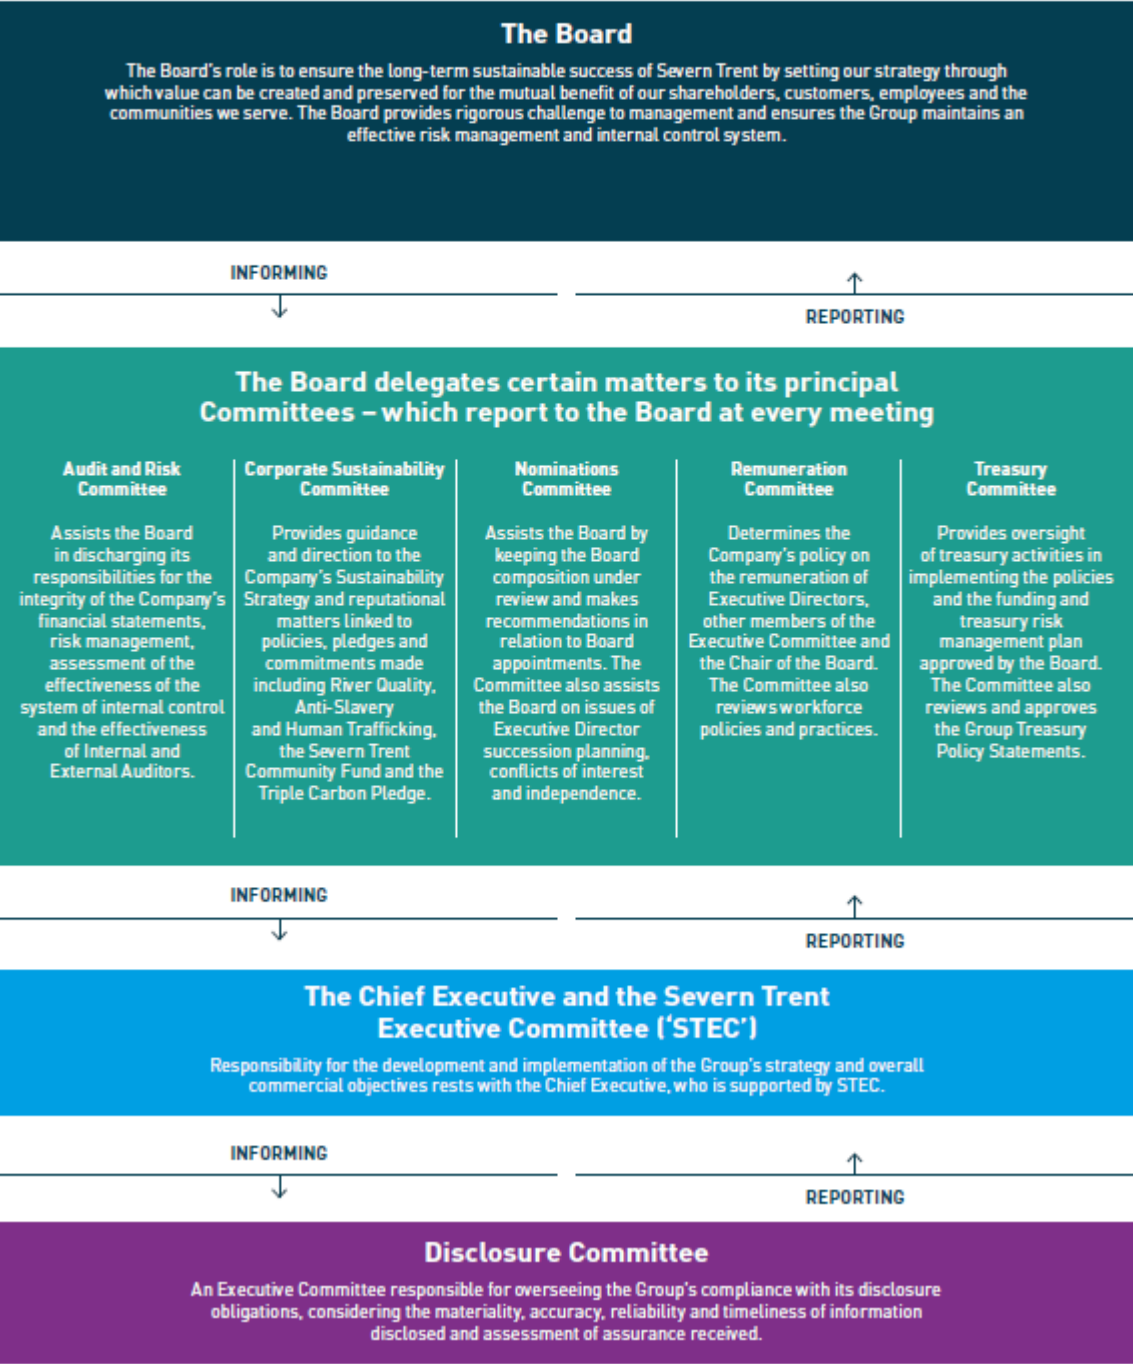 The Board
The Board's role is to ensure the long-term sustainable success of Severn Trent by setting our strategy through
which value can be created and preserved for the mutual benefit of our shareholders, customers, employees and the
communities we serve. The Board provides rigorous challenge to management and ensures the Group maintains an
effective risk management and internal control system.
INFORMING
REPORTING
The Board delegates certain matters to its principal
Committees – which report to the Board at every meeting
Audit and Risk
Committee
Assists the Board
in discharging its
responsibilities for the
integrity of the Company's
financial statements,
risk management,
assessment of the
effectiveness of the
system of internal control
and the effectiveness
of Internal and
External Auditors.
Corporate Sustainability
Committee
Provides guidance
and direction to the
Company's Sustainability
Strategy and reputational
matters linked to
policies, pledges and
commitments made
including River Quality,
Anti-Slavery
and Human Trafficking,
the Severn Trent
Community Fund and the
Triple Carbon Pledge.
Nominations
Committee
Assists the Board by
keeping the Board
composition under
review and makes
recommendations in
relation to Board
appointments. The
Committee also assists
the Board on issues of
Executive Director
succession planning,
conflicts of interest
and independence.
Remuneration
Committee
Determines the
Company's policy on
the remuneration of
Executive Directors,
other members of the
Executive Committee and
the Chair of the Board.
The Committee also
reviews workforce
policies and practices.
Treasury
Committee
Provides oversight
of treasury activities in
implementing the policies
and the funding and
treasury risk
management plan
approved by the Board.
The Committee also
reviews and approves
the Group Treasury
Policy Statements.
INFORMING
REPORTING
The Chief Executive and the Severn Trent
Executive Committee ('STEC')
Responsibility for the development and implementation of the Group's strategy and overall
commercial objectives rests with the Chief Executive, who is supported by STEC.
INFORMING
REPORTING
Disclosure Committee
An Executive Committee responsible for overseeing the Group's compliance with its disclosure
obligations, considering the materiality, accuracy, reliability and timeliness of information
disclosed and assessment of assurance received.